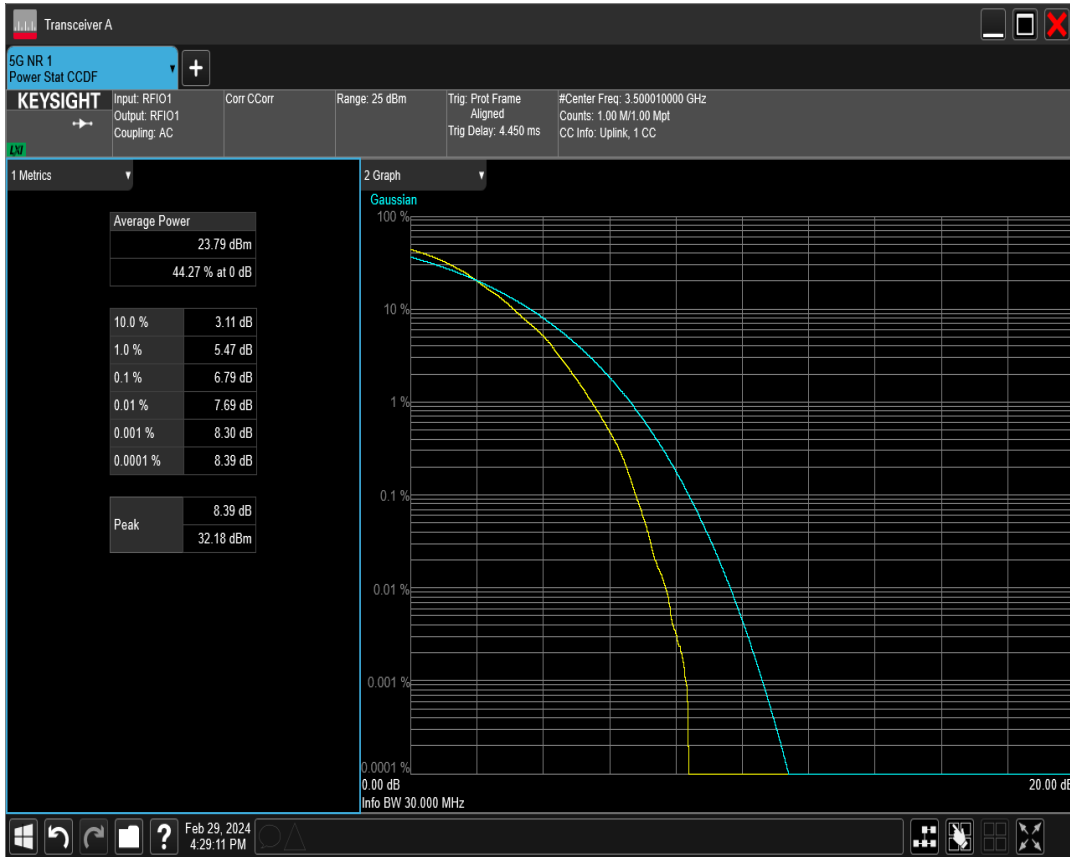 Transceiver A
5G NR 1
Power Stat CCDF
KEYSIGHT
LXI
Input: RFIO1
Output: RFIO1
Coupling: AC
Corr CCorr
Range: 25 dBm
Trig: Prot Frame
Aligned
Trig Delay: 4.450 ms
#Center Freq: 3.500010000 GHz
Counts: 1.00 M/1.00 Mpt
CC Info: Uplink, 1 CC
1 Metrics
Average Power
23.79 dBm
44.27 % at 0 dB
10.0 % 3.11 dB
1.0 % 5.47 dB
0.1 % 6.79 dB
0.01 % 7.69 dB
0.001 % 8.30 dB
0.0001 % 8.39 dB
Peak
8.39 dB
32.18 dBm
2 Graph
Gaussian
100 %
10 %
1 %
0.1 %
0.01 %
0.001 %
0.0001 %
0.00 dB 20.00 dB
Info BW 30.000 MHz
?
Feb 29, 2024
4:29:11 PM